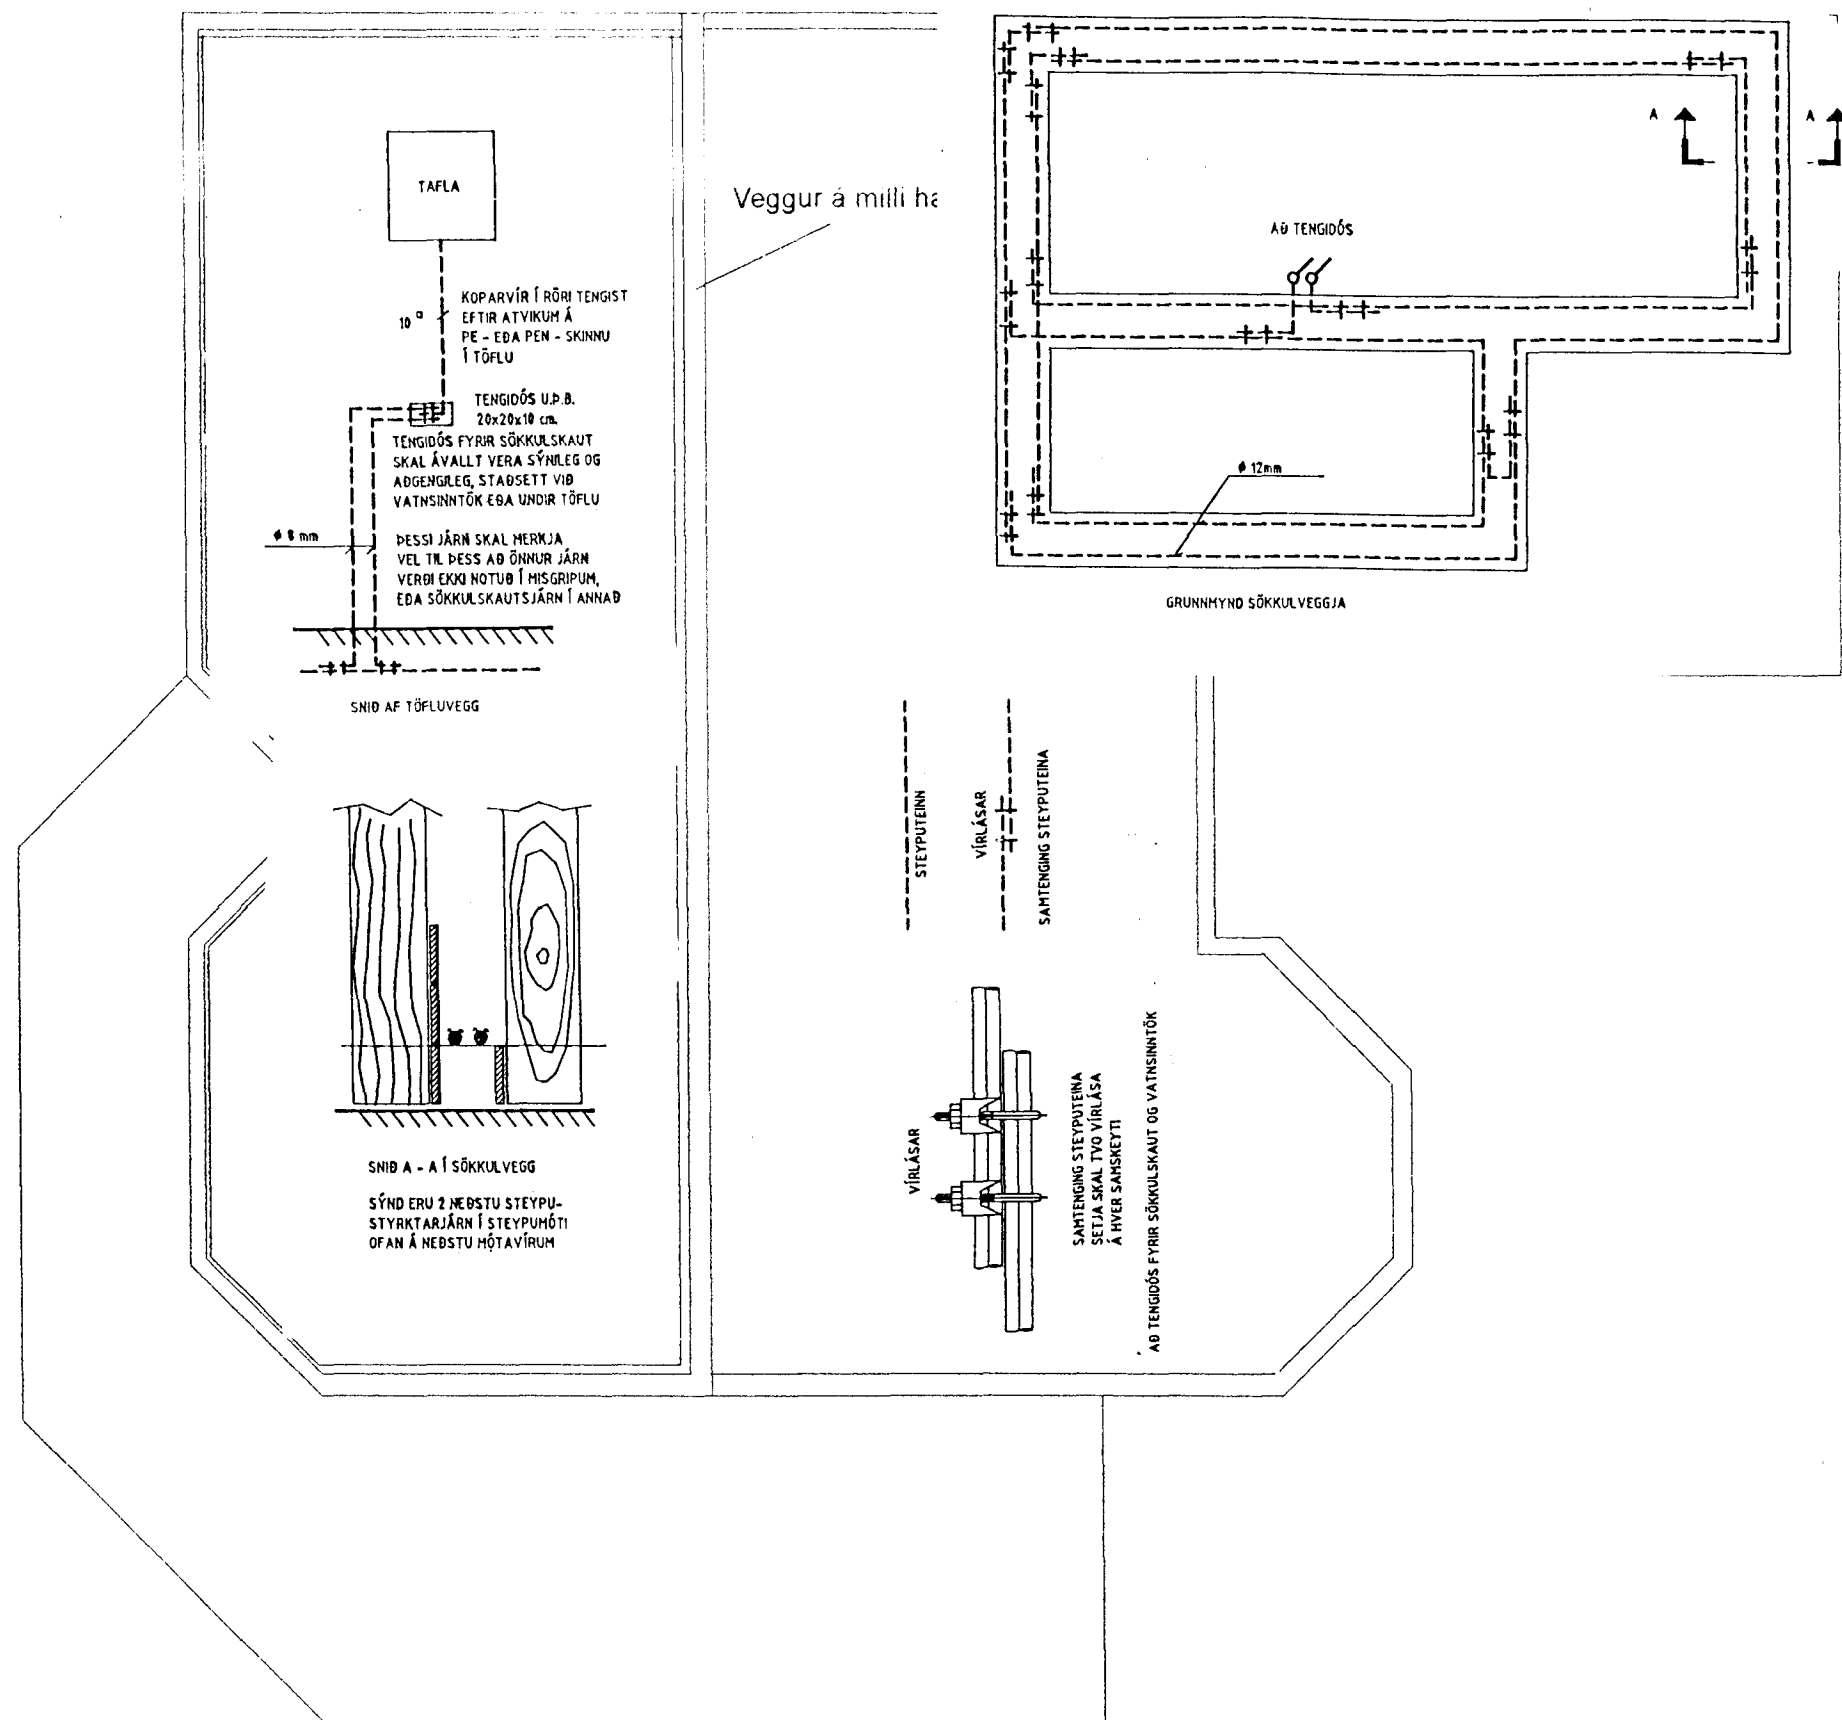 TAFLA
10 □
KOPARVÍR Í RÖRI TENGIST
EFTIR ATVIKUM Á
PE - EÐA PEN - SKINNU
Í TÖFLU
TENGIDÓS U.Þ.B.
20x20x10 cm.
TENGIDÓS FYRIR SÖKKULSKAUT
SKAL ÁVALLT VERA SÝNILEG OG
AÐGENGILEG, STAÐSETT VIÐ
VATNSINNTÖK EÐA UNDIR TÖFLU
ø 8 mm
ÞESSI JÁRN SKAL MERKJA
VEL TIL ÞESS AÐ ÖNNUR JÁRN
VERÐI EKKI NOTUÐ Í MISGRIPUM,
EÐA SÖKKULSKAUTSJÁRN Í ANNAÐ
SNIÐ AF TÖFLUVEGG
Veggur á milli ha
A
A
AÐ TENGIDÓS
ø 12mm
GRUNNMYND SÖKKULVEGGJA
SNIÐ A - A Í SÖKKULVEGG
SÝND ERU 2 NEÐSTU STEYPU-
STYRKTARJÁRN Í STEYPUMÓTI
OFAN Á NEÐSTU MÓTAVÍRUM
STEYPUTEINN
VÍRLÁSAR
SAMTENGING STEYPUTEINA
VÍRLÁSAR
SAMTENGING STEYPUTEINA
SETJA SKAL TVO VÍRLÁSA
Á HVER SAMSKEYTI
AÐ TENGIDÓS FYRIR SÖKKULSKAUT OG VATNSINNTÖK